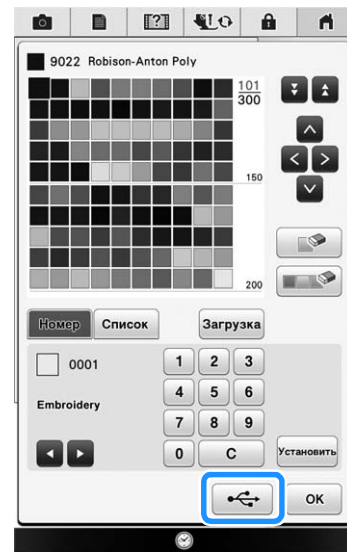 9022 Robison-Anton Poly
101
300
150
200
Номер Список Загрузка
0001
1 2 3
Embroidery
4 5 6
7 8 9
0 C Установить
OK